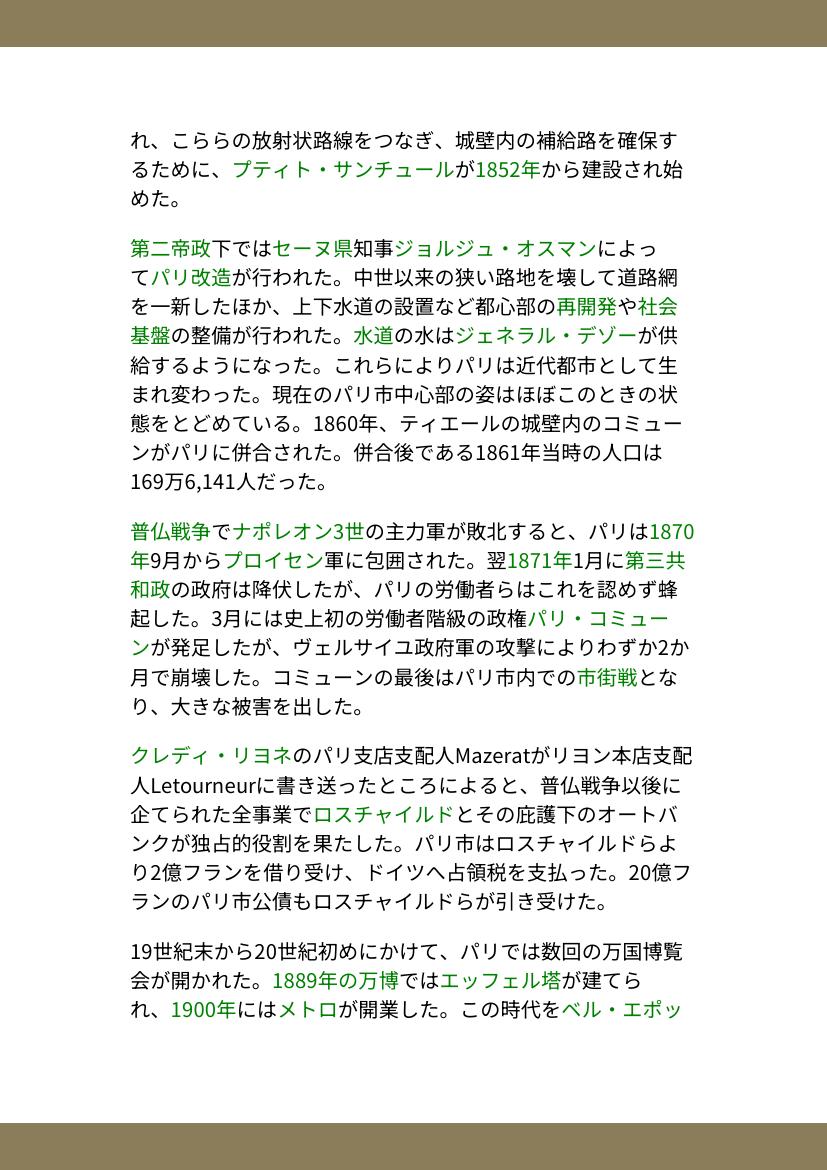 れ、こららの放射状路線をつなぎ、城壁内の補給路を確保す
るために、プティト・サンチュールが1852年から建設され始
めた。
第二帝政下ではセーヌ県知事ジョルジュ・オスマンによっ
てパリ改造が行われた。中世以来の狭い路地を壊して道路網
を一新したほか、上下水道の設置など都心部の再開発や社会
基盤の整備が行われた。水道の水はジェネラル・デゾーが供
給するようになった。これらによりパリは近代都市として生
まれ変わった。現在のパリ市中心部の姿はほぼこのときの状
態をとどめている。1860年、ティエールの城壁内のコミュー
ンがパリに併合された。併合後である1861年当時の人口は
169万6,141人だった。
普仏戦争でナポレオン3世の主力軍が敗北すると、パリは1870
年9月からプロイセン軍に包囲された。翌1871年1月に第三共
和政の政府は降伏したが、パリの労働者らはこれを認めず蜂
起した。3月には史上初の労働者階級の政権パリ・コミュー
ンが発足したが、ヴェルサイユ政府軍の攻撃によりわずか2か
月で崩壊した。コミューンの最後はパリ市内での市街戦とな
り、大きな被害を出した。
クレディ・リヨネのパリ支店支配人Mazeratがリヨン本店支配
人Letourneurに書き送ったところによると、普仏戦争以後に
企てられた全事業でロスチャイルドとその庇護下のオートバ
ンクが独占的役割を果たした。パリ市はロスチャイルドらよ
り2億フランを借り受け、ドイツへ占領税を支払った。20億フ
ランのパリ市公債もロスチャイルドらが引き受けた。
19世紀末から20世紀初めにかけて、パリでは数回の万国博覧
会が開かれた。1889年の万博ではエッフェル塔が建てら
れ、1900年にはメトロが開業した。この時代をベル・エポッ